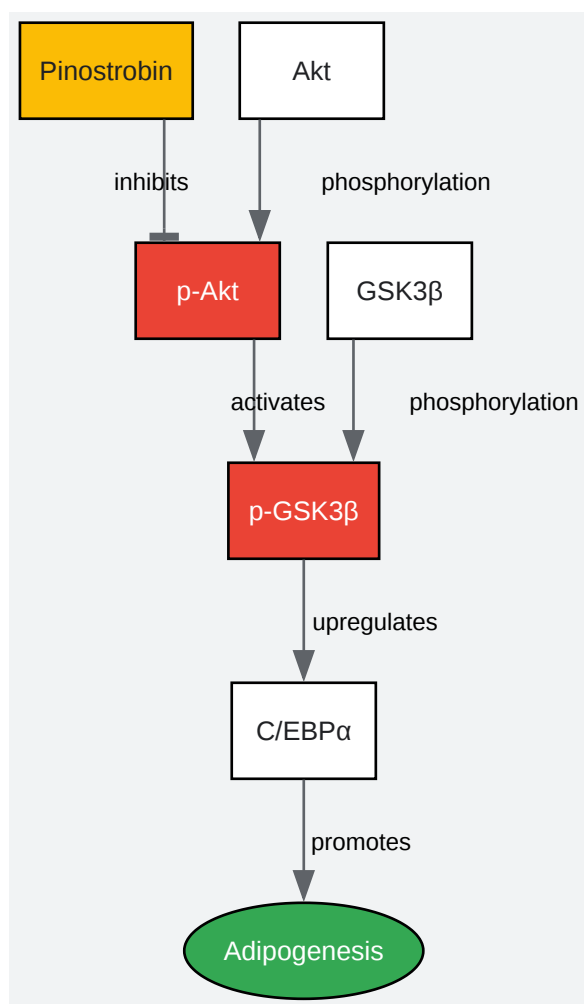 Pinostrobin
Akt
inhibits
phosphorylation
p-Akt
GSK3β
activates
phosphorylation
p-GSK3β
upregulates
C/EBPα
promotes
Adipogenesis